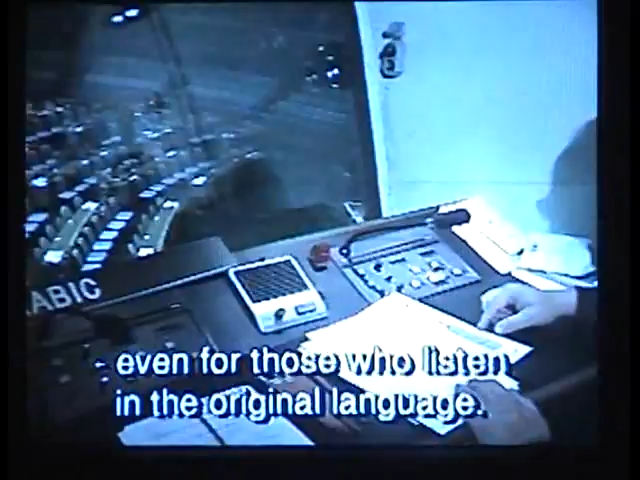 ABIC
- even for those who listen
in the original language.